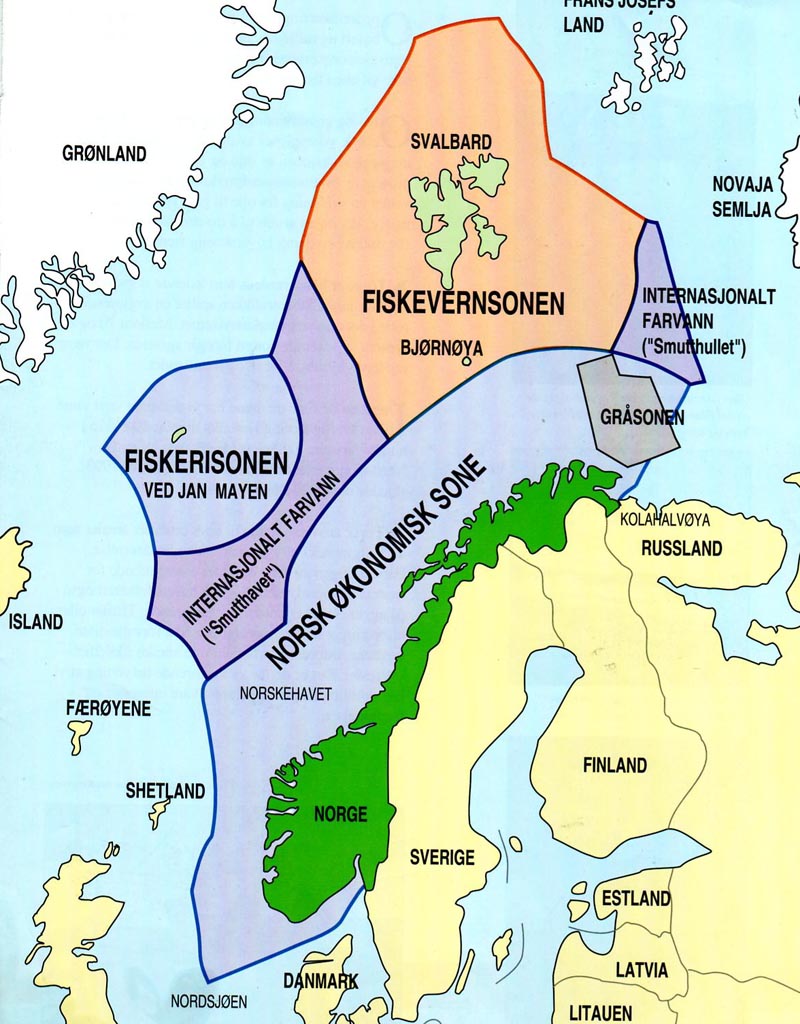 FRANS JOSEFS
LAND
GRØNLAND
SVALBARD
NOVAJA
SEMLJA
FISKEVERNSONEN
INTERNASJONALT
FARVANN
("Smutthullet")
BJØRNØYA
GRÅSONEN
FISKERISONEN
VED JAN MAYEN
INTERNASJONALT FARVANN
("Smutthavet")
NORSK ØKONOMISK SONE
KOLAHALVØYA
RUSSLAND
ISLAND
NORSKEHAVET
FÆRØYENE
SHETLAND
FINLAND
NORGE
SVERIGE
ESTLAND
LATVIA
DANMARK
NORDSJØEN
LITAUEN